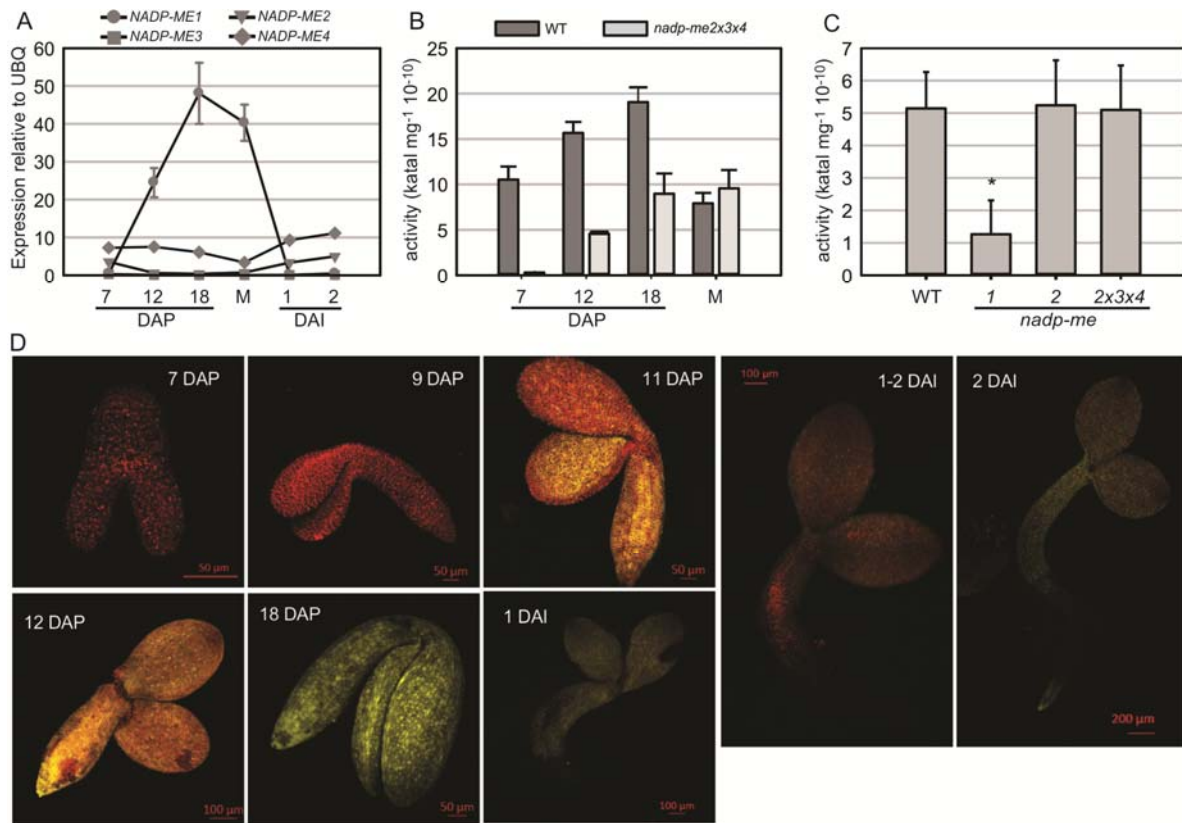 A
NADP-ME1 NADP-ME2
NADP-ME3 NADP-ME4
Expression relative to UBQ
60
50
40
30
20
10
0
7 12 18 M 1 2
DAP DAI
B
WT nadp-me2x3x4
activity (katal mg-1 10-10)
25
20
15
10
5
0
7 12 18 M
DAP
C
activity (katal mg-1 10-10)
7
6
5
4
3
2
1
0
*
WT 1 2 2x3x4
nadp-me
D
7 DAP
50 µm
9 DAP
50 µm
11 DAP
50 µm
100 µm
1-2 DAI
2 DAI
200 µm
12 DAP
100 µm
18 DAP
50 µm
1 DAI
100 µm